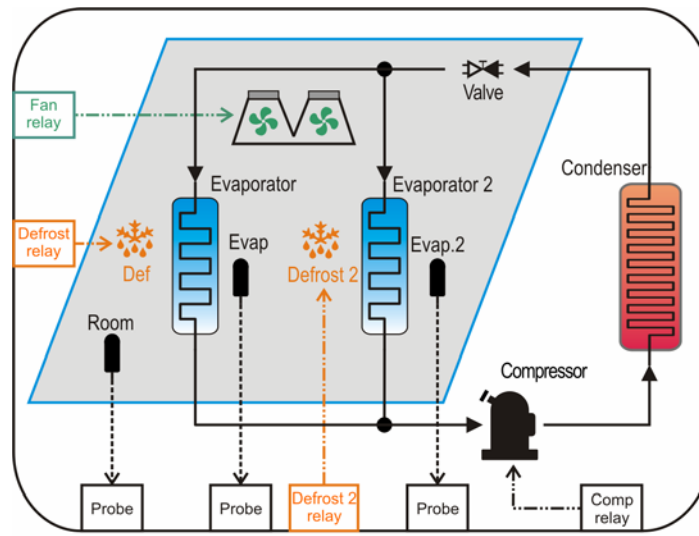 Valve
Fan
relay
Condenser
Evaporator
Evaporator 2
Defrost
relay
Def
Evap
Defrost 2
Evap.2
Room
Compressor
Probe
Probe
Defrost 2
relay
Probe
Comp
relay